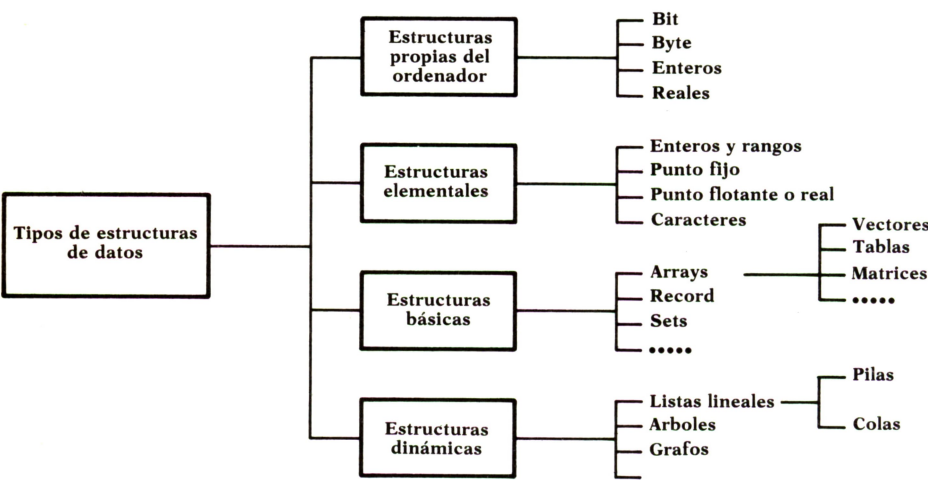 Tipos de estructuras
de datos
Estructuras
propias del
ordenador
Bit
Byte
Enteros
Reales
Estructuras
elementales
Enteros y rangos
Punto fijo
Punto flotante o real
Caracteres
Estructuras
básicas
Arrays
Record
Sets
•••••
Vectores
Tablas
Matrices
•••••
Estructuras
dinámicas
Listas lineales
Arboles
Grafos
Pilas
Colas